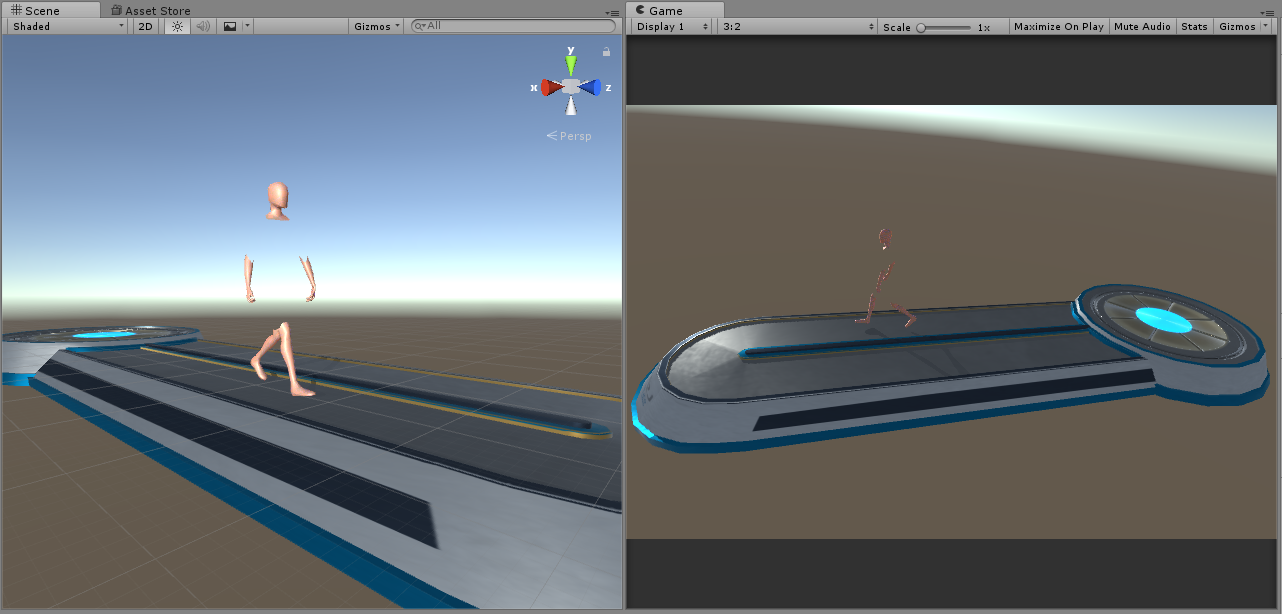 Scene
Asset Store
Shaded
2D
Gizmos
All
y
x
z
Persp
Game
Display 1
3:2
Scale
1x
Maximize On Play
Mute Audio
Stats
Gizmos